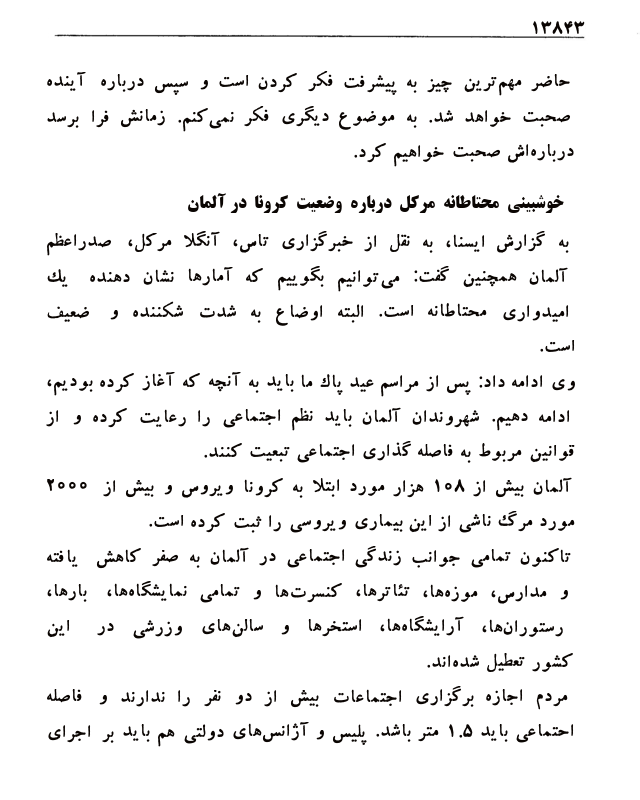 ۱۳۸۴۳
حاضر مهم‌ترین چیز به پیشرفت فکر کردن است و سپس درباره آینده
صحبت خواهد شد. به موضوع دیگری فکر نمی‌کنم. زمانش فرا برسد
درباره‌اش صحبت خواهیم کرد.
خوشبینی محتاطانه مرکل درباره وضعیت کرونا در آلمان
به گزارش ایسنا، به نقل از خبرگزاری تاس، آنگلا مرکل، صدراعظم
آلمان همچنین گفت: می‌توانیم بگوییم که آمارها نشان دهنده یك
امیدواری محتاطانه است. البته اوضاع به شدت شکننده و ضعیف
است.
وی ادامه داد: پس از مراسم عید پاك ما باید به آنچه که آغاز کرده بودیم،
ادامه دهیم. شهروندان آلمان باید نظم اجتماعی را رعایت کرده و از
قوانین مربوط به فاصله گذاری اجتماعی تبعیت کنند.
آلمان بیش از ۱۰۸ هزار مورد ابتلا به کرونا ویروس و بیش از ۲۰۰۰
مورد مرگ ناشی از این بیماری ویروسی را ثبت کرده است.
تاکنون تمامی جوانب زندگی اجتماعی در آلمان به صفر کاهش یافته
و مدارس، موزه‌ها، تئاترها، کنسرت‌ها و تمامی نمایشگاه‌ها، بارها،
رستوران‌ها، آرایشگاه‌ها، استخرها و سالن‌های ورزشی در این
کشور تعطیل شده‌اند.
مردم اجازه برگزاری اجتماعات بیش از دو نفر را ندارند و فاصله
اجتماعی باید ۱.۵ متر باشد. پلیس و آژانس‌های دولتی هم باید بر اجرای